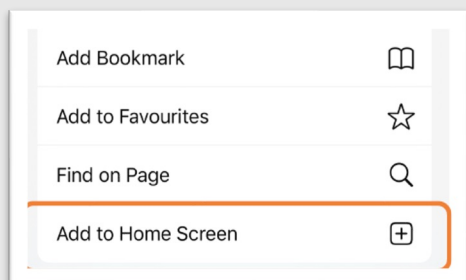 Add Bookmark
Add to Favourites
Find on Page
Add to Home Screen